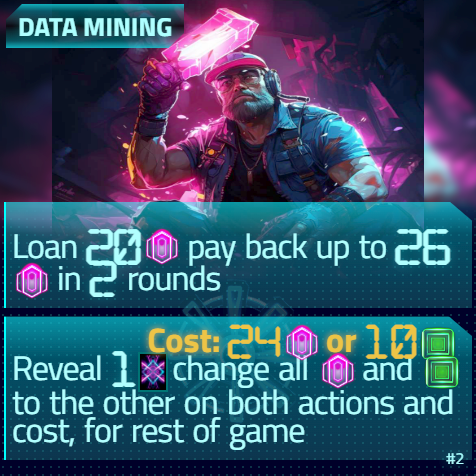 DATA MINING
Loan 20 pay back up to 26
in 2 rounds
Cost: 24 or 10
Reveal 1 change all and
to the other on both actions and
cost, for rest of game
#2